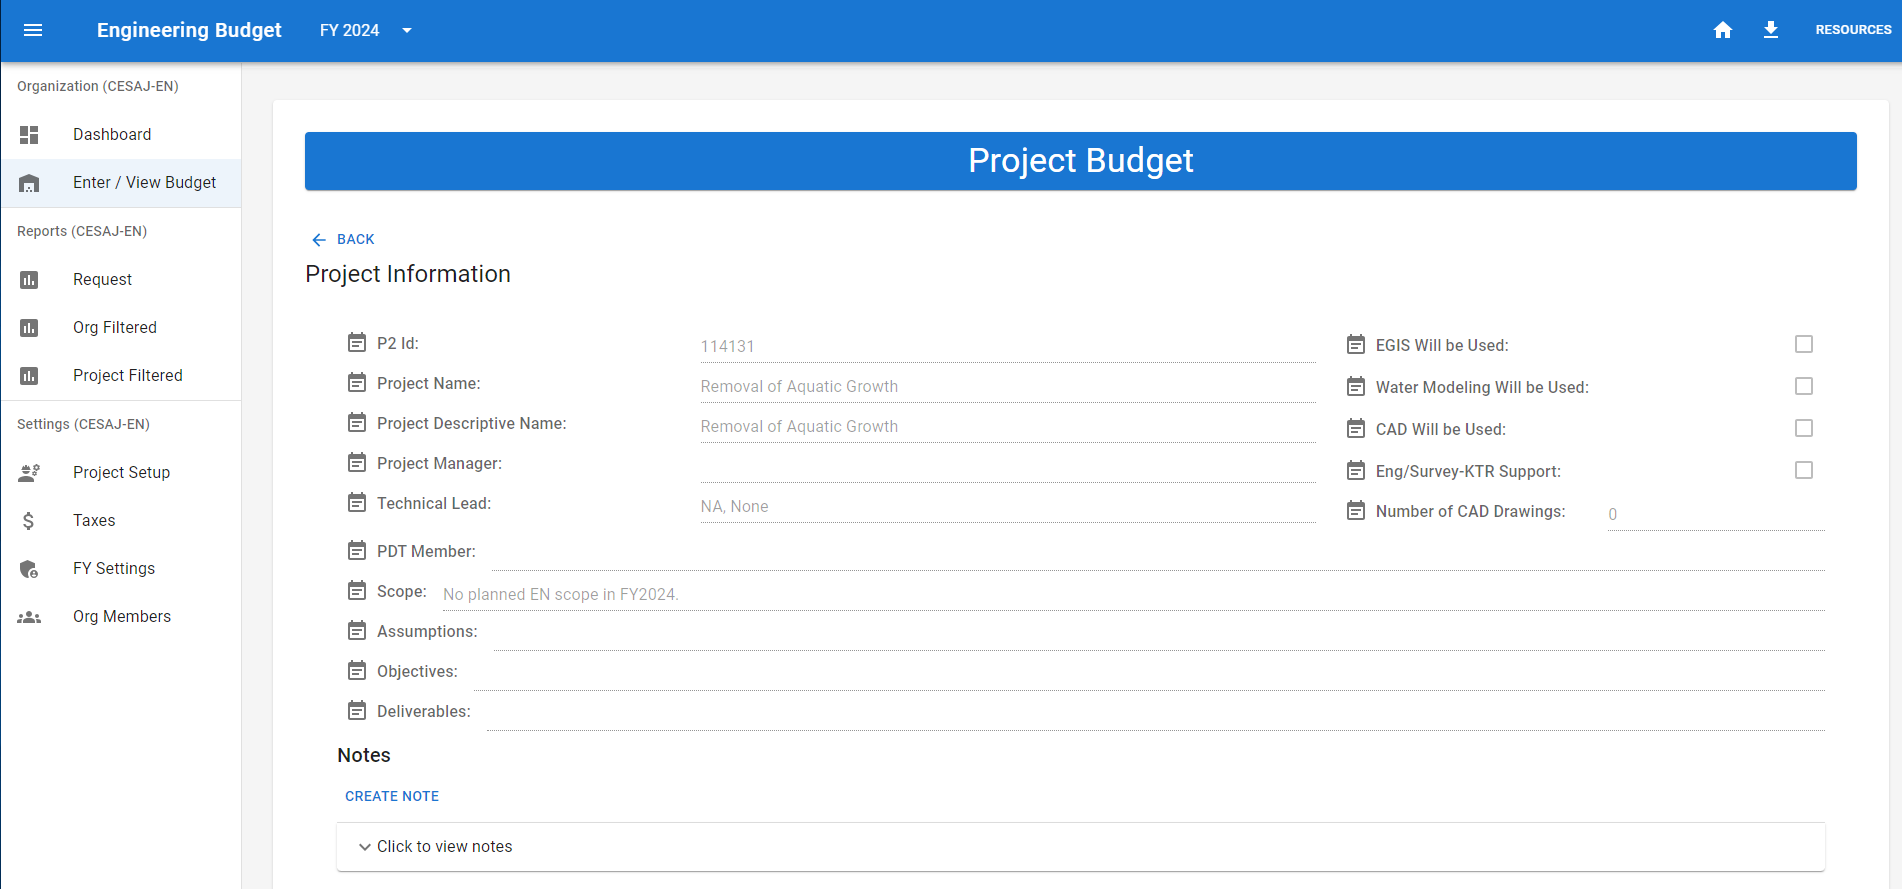 Engineering Budget
FY 2024
RESOURCES
Organization (CESAJ-EN)
Dashboard
Enter / View Budget
Reports (CESAJ-EN)
Request
Org Filtered
Project Filtered
Settings (CESAJ-EN)
Project Setup
Taxes
FY Settings
Org Members
Project Budget
BACK
Project Information
P2 Id: 114131
Project Name: Removal of Aquatic Growth
Project Descriptive Name: Removal of Aquatic Growth
Project Manager:
Technical Lead: NA, None
EGIS Will be Used:
Water Modeling Will be Used:
CAD Will be Used:
Eng/Survey-KTR Support:
Number of CAD Drawings: 0
PDT Member:
Scope: No planned EN scope in FY2024.
Assumptions:
Objectives:
Deliverables:
Notes
CREATE NOTE
Click to view notes